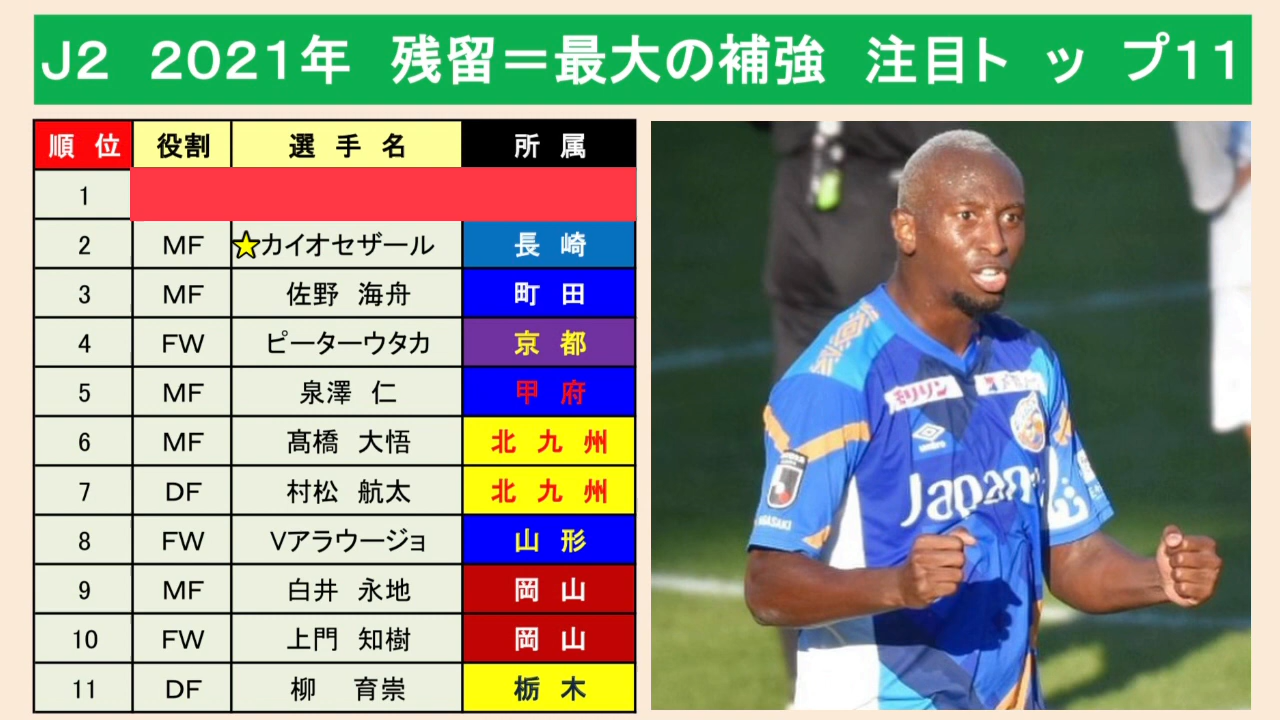 J2 2021年 残留＝最大の補強 注目トップ11
順位 役割 選手名 所属
1
2 MF ☆カイオセザール 長崎
3 MF 佐野 海舟 町田
4 FW ピーターウタカ 京都
5 MF 泉澤 仁 甲府
6 MF 髙橋 大悟 北九州
7 DF 村松 航太 北九州
8 FW Vアラウージョ 山形
9 MF 白井 永地 岡山
10 FW 上門 知樹 岡山
11 DF 柳 育崇 栃木
umbro
Japanet